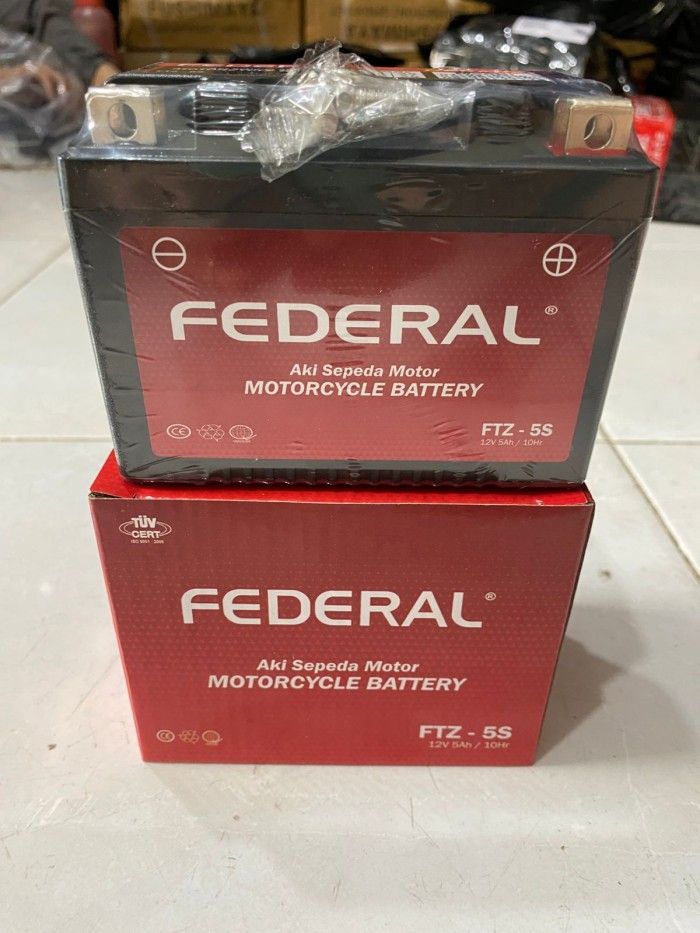 FEDERAL®
Aki Sepeda Motor
MOTORCYCLE BATTERY
FTZ - 5S
12V 5Ah / 10Hr
TÜV
CERT
FEDERAL®
Aki Sepeda Motor
MOTORCYCLE BATTERY
FTZ - 5S
12V 5Ah / 10Hr